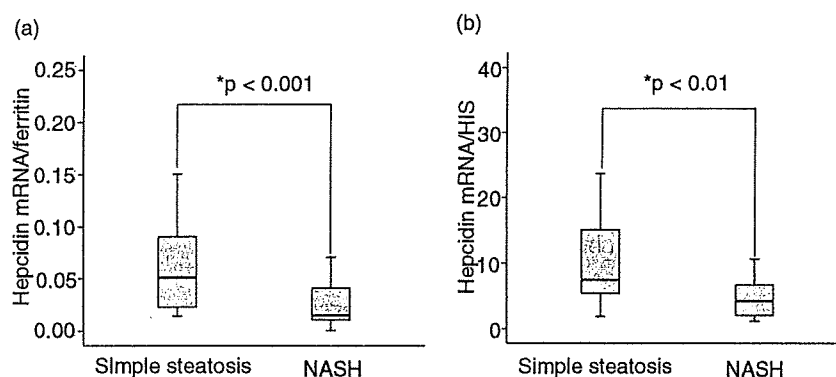 (a)
Hepcidin mRNA/ferritin
0.25
0.20
0.15
0.10
0.05
0.00
*p < 0.001
Simple steatosis
NASH
(b)
Hepcidin mRNA/HIS
40
30
20
10
0
*p < 0.01
Simple steatosis
NASH